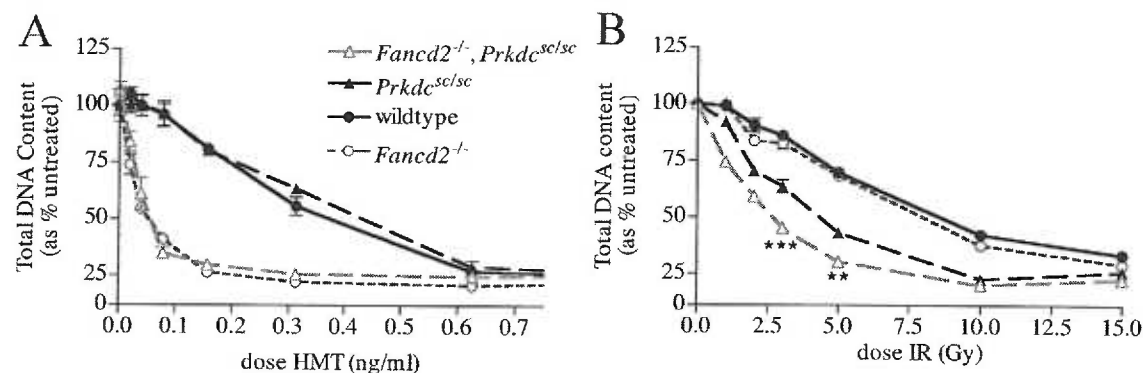 A
Total DNA Content
(as % untreated)
125
100
75
50
25
0
0.0 0.1 0.2 0.3 0.4 0.5 0.6 0.7
dose HMT (ng/ml)
Fancd2-/-, Prkdcsc/sc
Prkdcsc/sc
wildtype
Fancd2-/-
B
Total DNA content
(as % untreated)
125
100
75
50
25
0
0.0 2.5 5.0 7.5 10.0 12.5 15.0
dose IR (Gy)
***
**